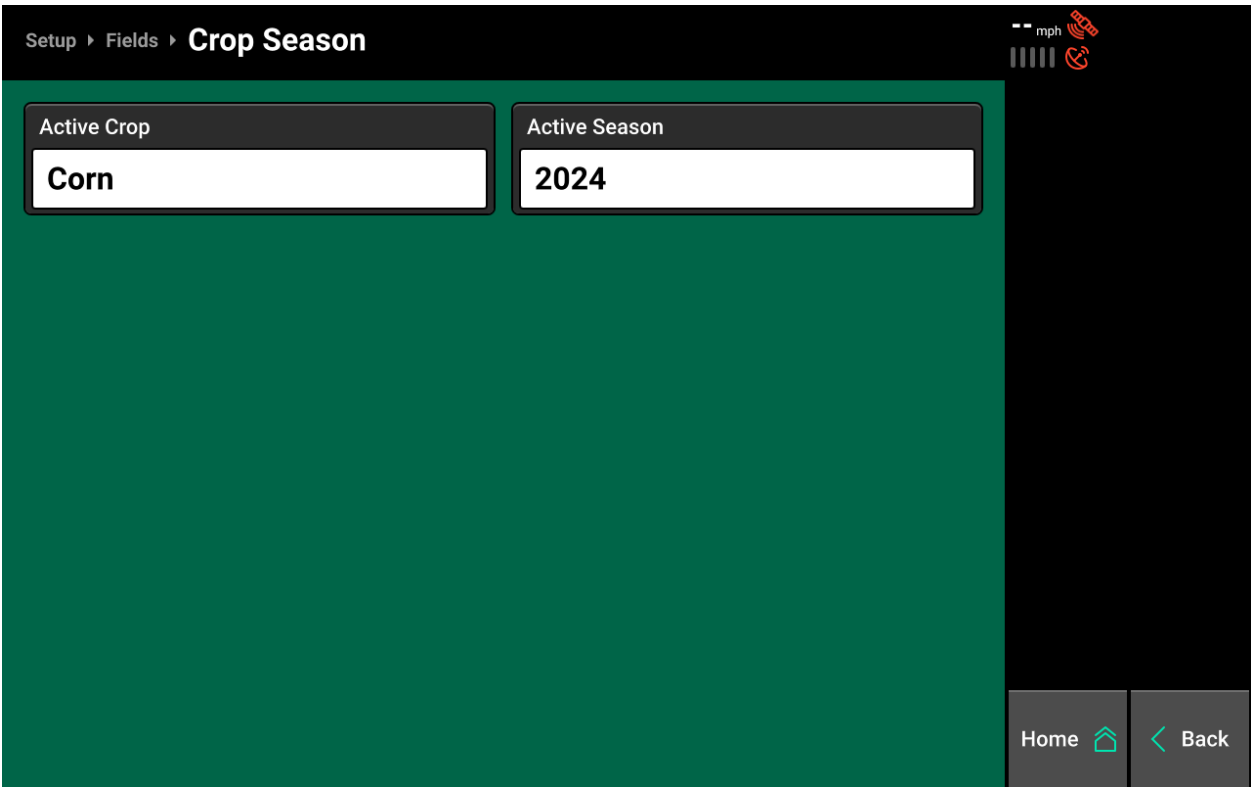 Setup Fields Crop Season
-- mph
Active Crop
Corn
Active Season
2024
Home
Back